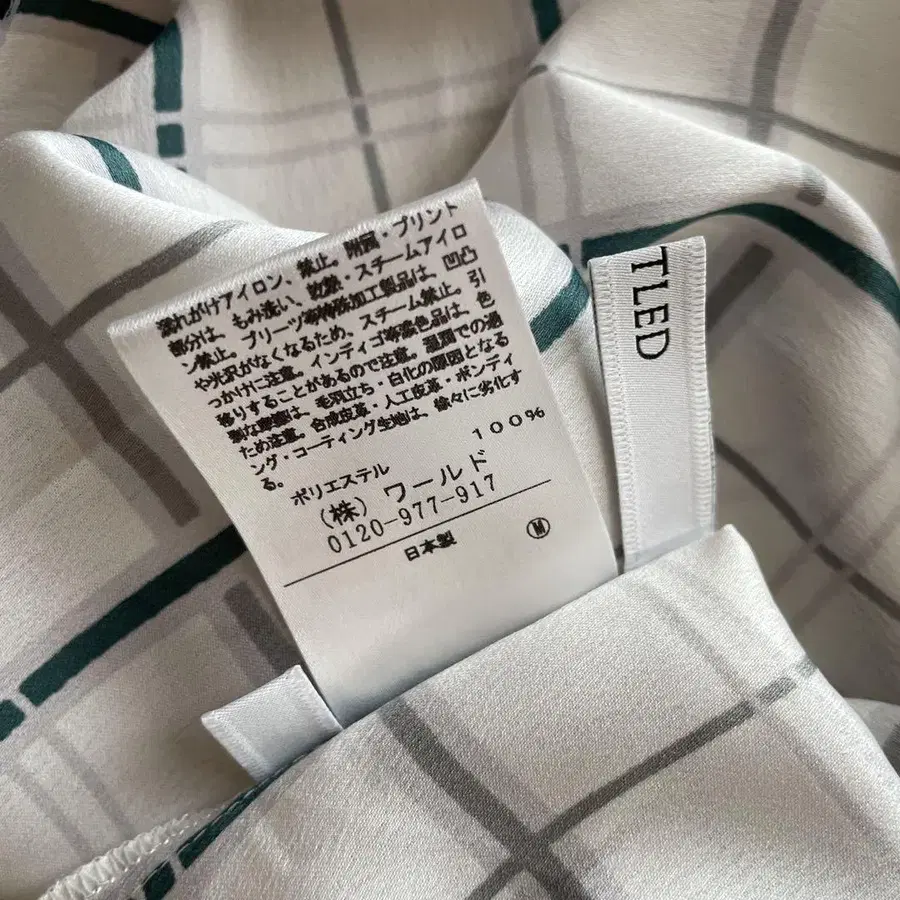 濡れがけアイロン、禁止。附属・プリント
部分は、もみ洗い、乾熱・スチームアイロ
ン禁止。プリーツ等特殊加工製品は、凹凸
や光沢がなくなるため、スチーム禁止。引
っかけに注意。インディゴ等濃色品は、色
移りすることがあるので注意。湿潤での過
剰な摩擦は、毛羽立ち・白化の原因となる
ため注意。合成皮革・人工皮革・ボンディ
ング・コーティング生地は、徐々に劣化す
る。
ポリエステル 100%
(株) ワールド
0120-977-917
日本製 M
TLED